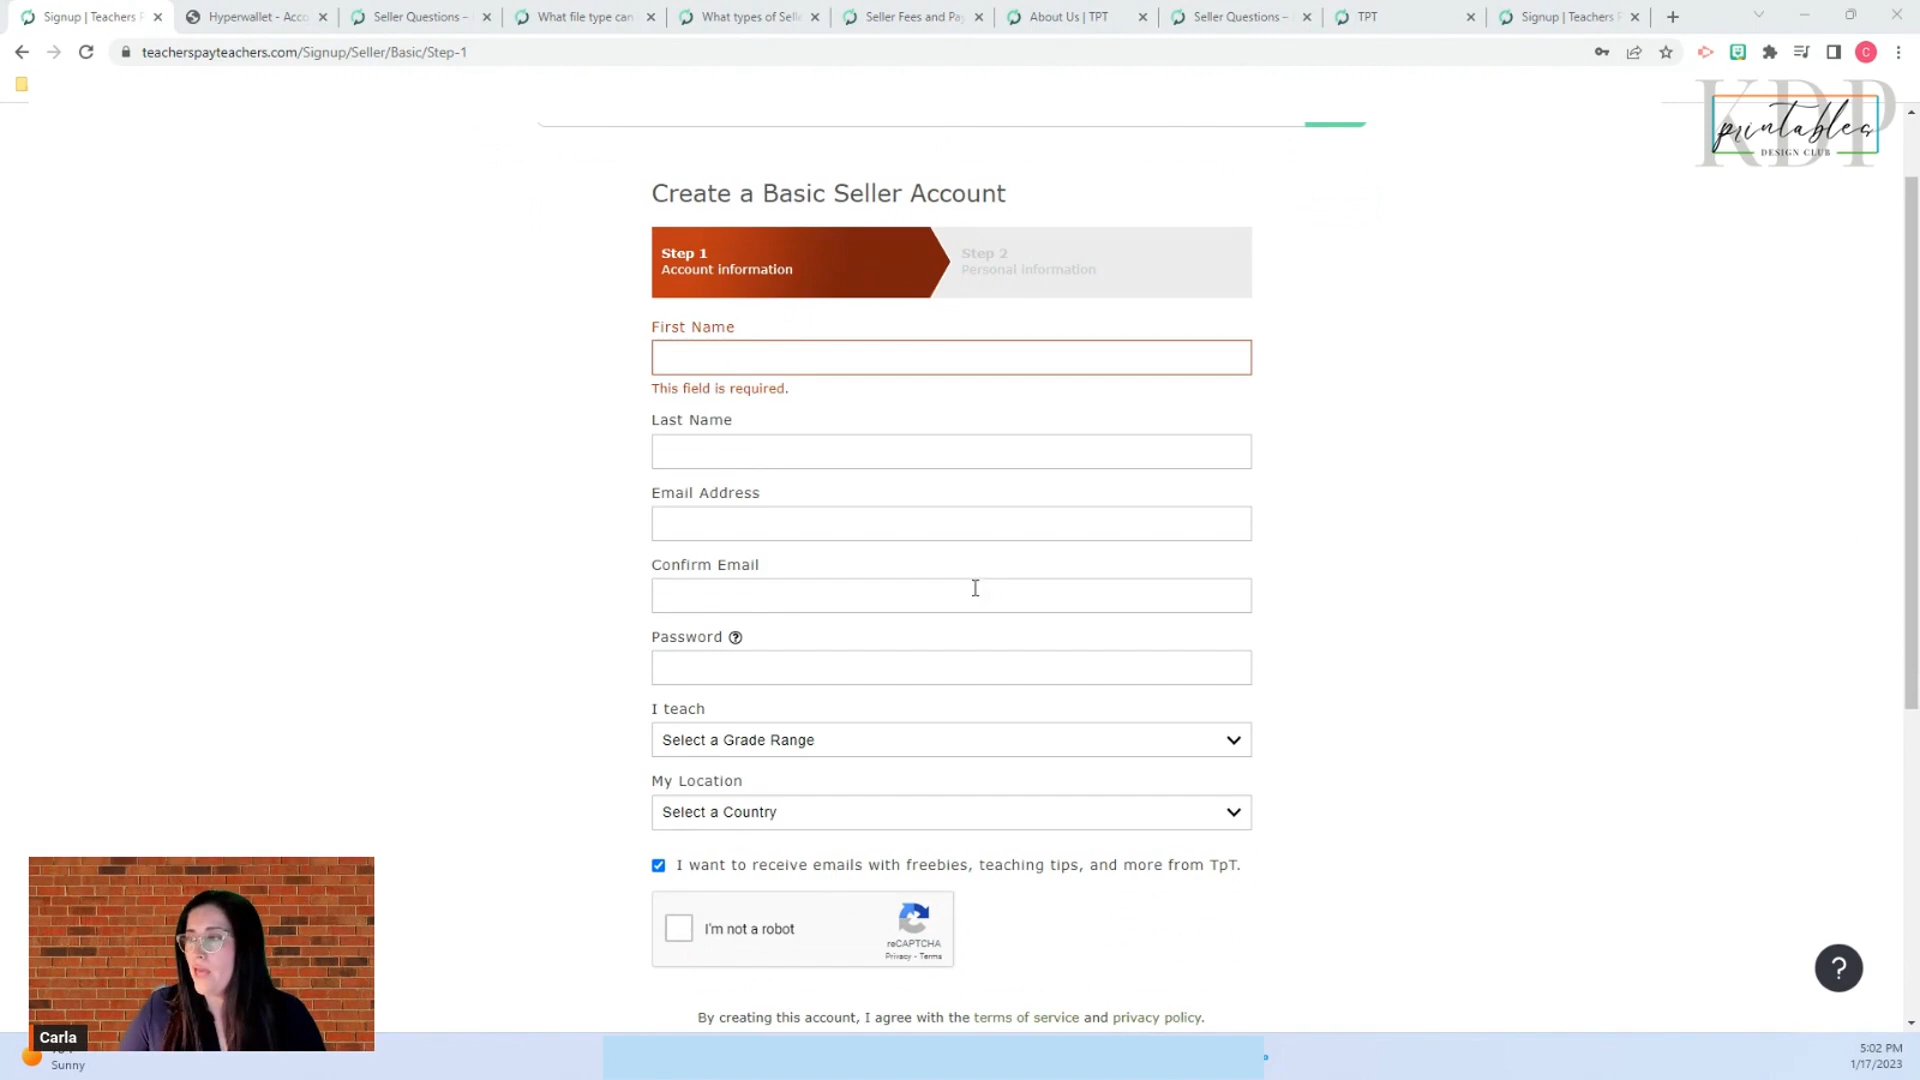 Signup | Teachers P
Hyperwallet - Acco
Seller Questions –
What file type can
What types of Selle
Seller Fees and Pay
About Us | TPT
Seller Questions –
TPT
Signup | Teachers P
teacherspayteachers.com/Signup/Seller/Basic/Step-1
C
KDP
printables
DESIGN CLUB
Create a Basic Seller Account
Step 1
Account information
Step 2
Personal information
First Name
This field is required.
Last Name
Email Address
Confirm Email
Password
I teach
Select a Grade Range
My Location
Select a Country
I want to receive emails with freebies, teaching tips, and more from TpT.
I'm not a robot
reCAPTCHA
Privacy - Terms
By creating this account, I agree with the terms of service and privacy policy.
Carla
Sunny
5:02 PM
1/17/2023